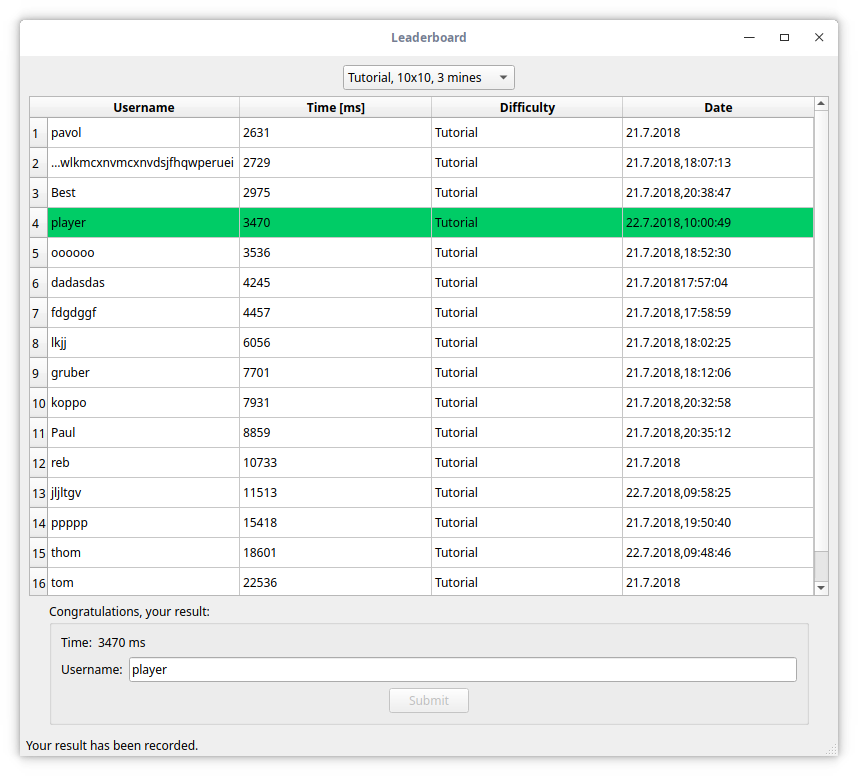 Leaderboard
Tutorial, 10x10, 3 mines
Username Time [ms] Difficulty Date
1 pavol 2631 Tutorial 21.7.2018
2 ...wlkmcxnvmcxnvdsjfhqwperuei 2729 Tutorial 21.7.2018,18:07:13
3 Best 2975 Tutorial 21.7.2018,20:38:47
4 player 3470 Tutorial 22.7.2018,10:00:49
5 oooooo 3536 Tutorial 21.7.2018,18:52:30
6 dadasdas 4245 Tutorial 21.7.201817:57:04
7 fdgdggf 4457 Tutorial 21.7.2018,17:58:59
8 lkjj 6056 Tutorial 21.7.2018,18:02:25
9 gruber 7701 Tutorial 21.7.2018,18:12:06
10 koppo 7931 Tutorial 21.7.2018,20:32:58
11 Paul 8859 Tutorial 21.7.2018,20:35:12
12 reb 10733 Tutorial 21.7.2018
13 jljltgv 11513 Tutorial 22.7.2018,09:58:25
14 ppppp 15418 Tutorial 21.7.2018,19:50:40
15 thom 18601 Tutorial 22.7.2018,09:48:46
16 tom 22536 Tutorial 21.7.2018
Congratulations, your result:
Time: 3470 ms
Username: player
Submit
Your result has been recorded.